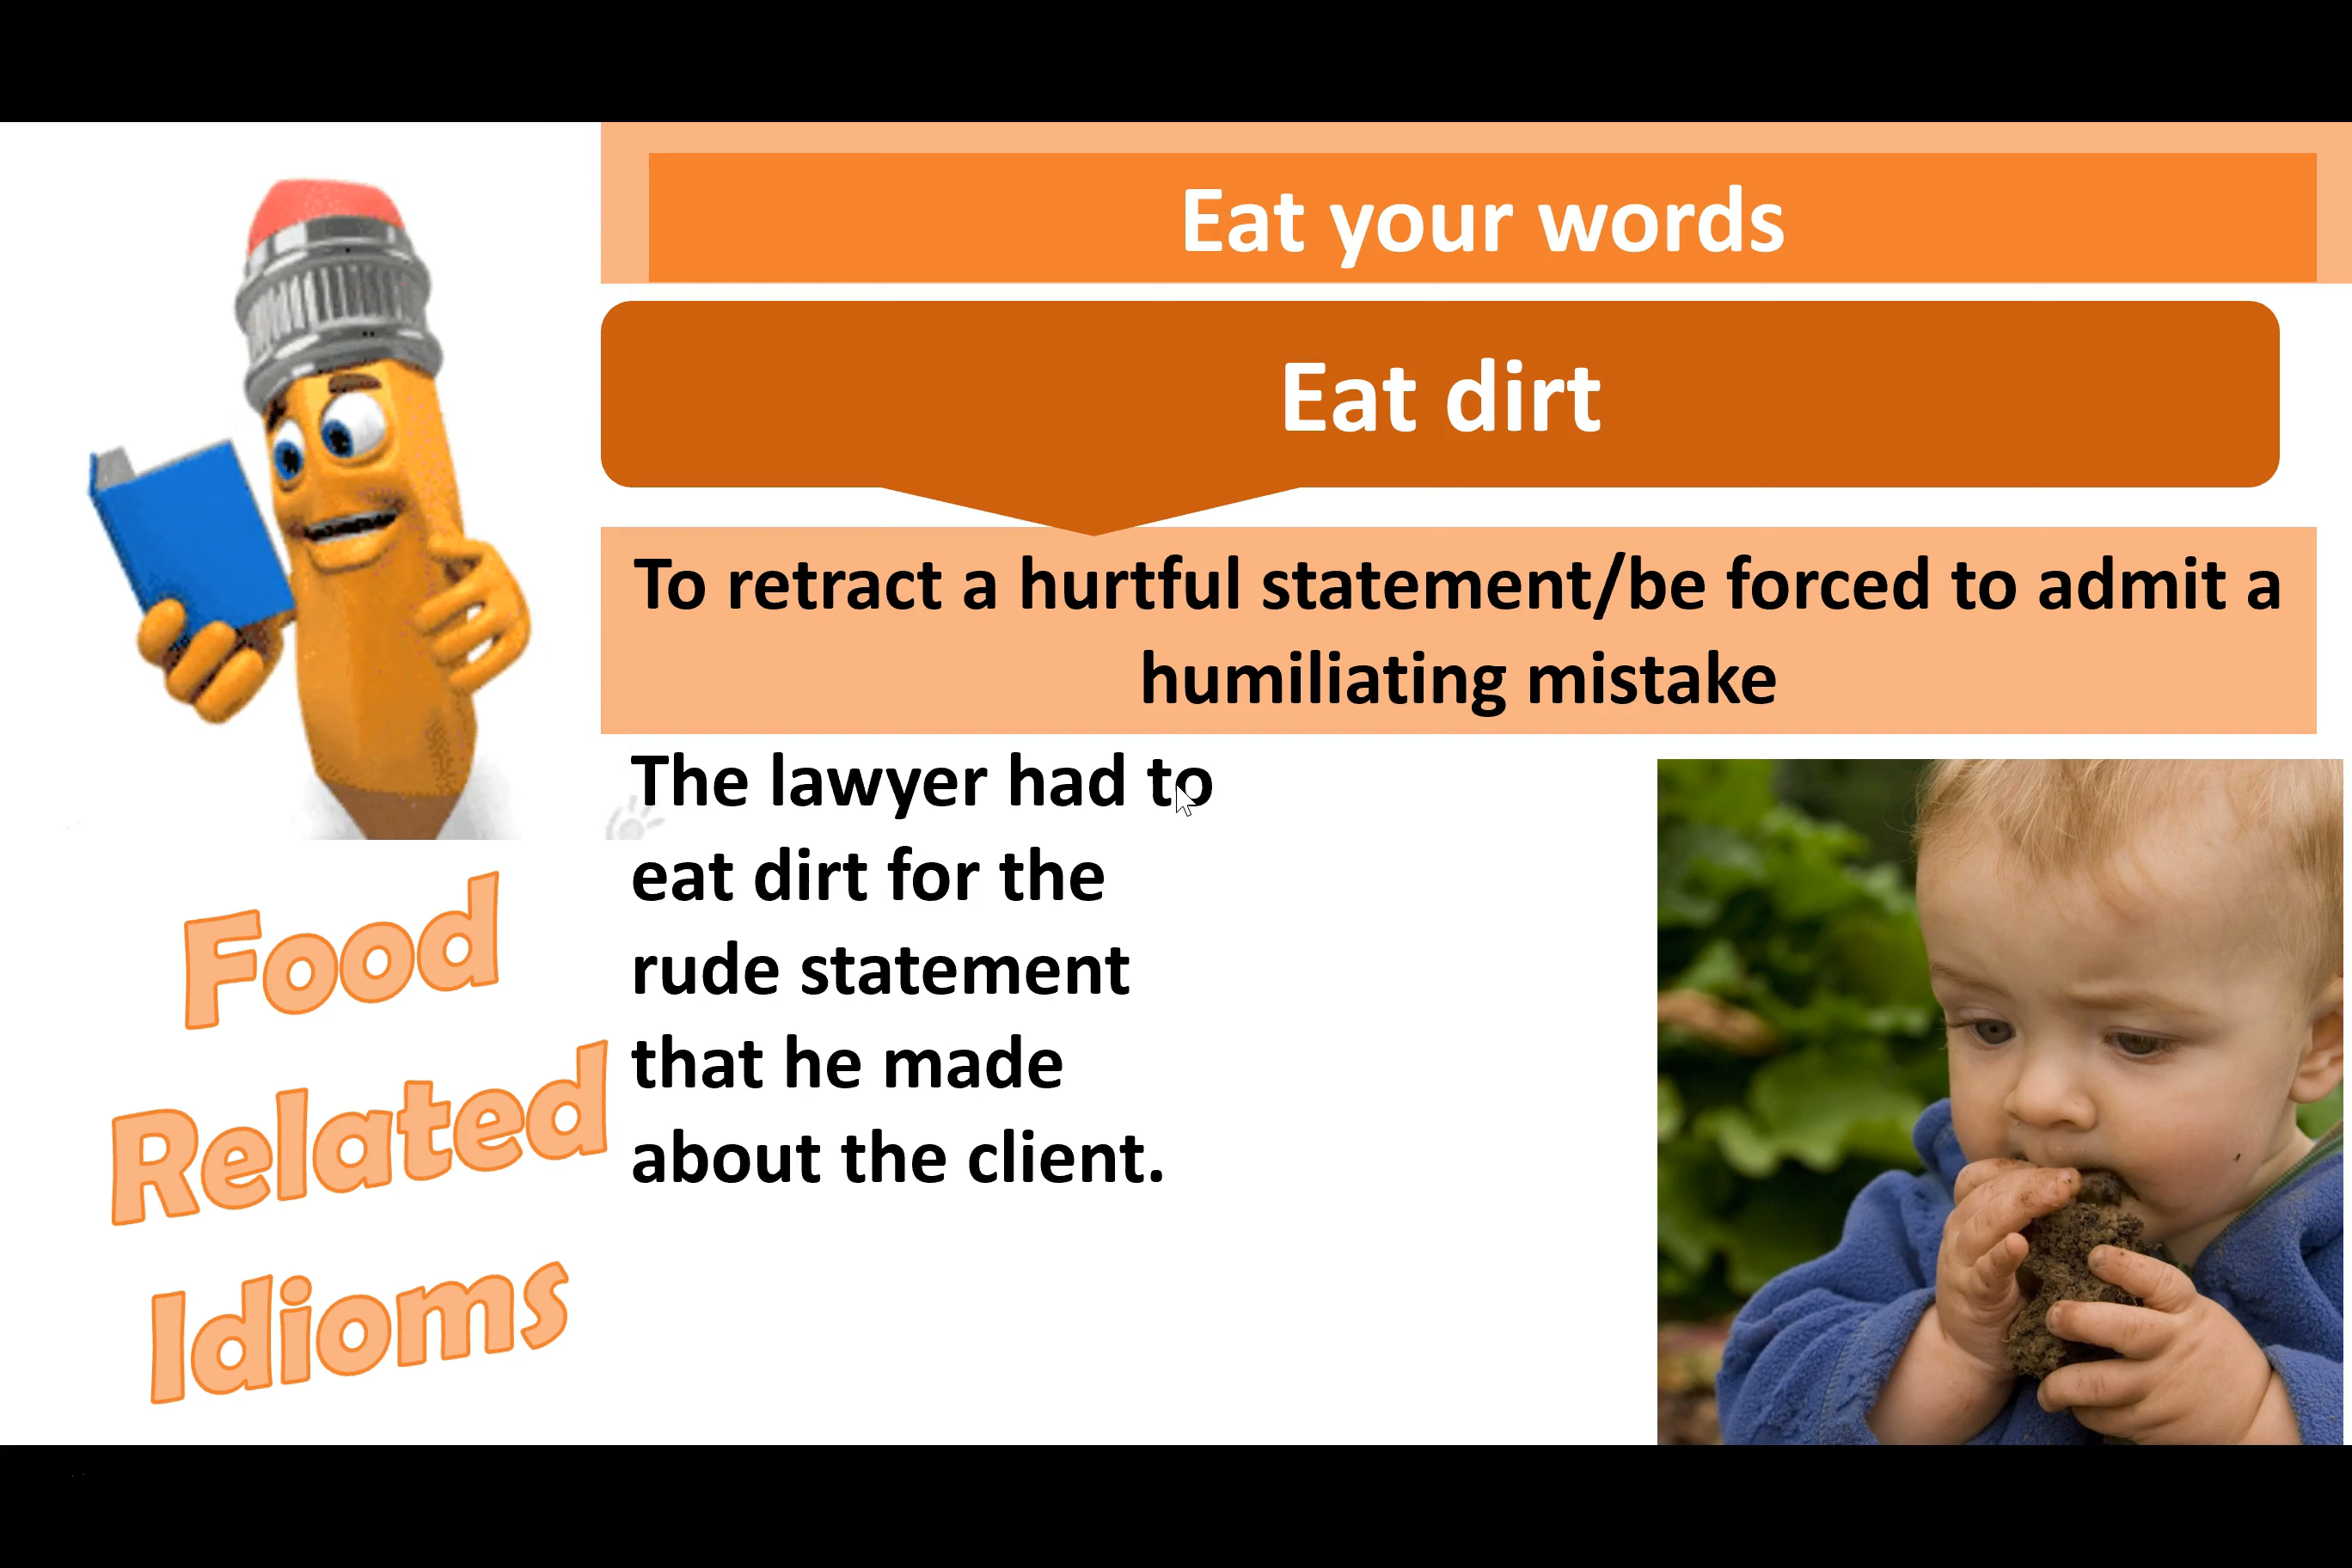 Eat your words
Eat dirt
To retract a hurtful statement/be forced to admit a
humiliating mistake
The lawyer had to
eat dirt for the
rude statement
that he made
about the client.
Food
Related
Idioms